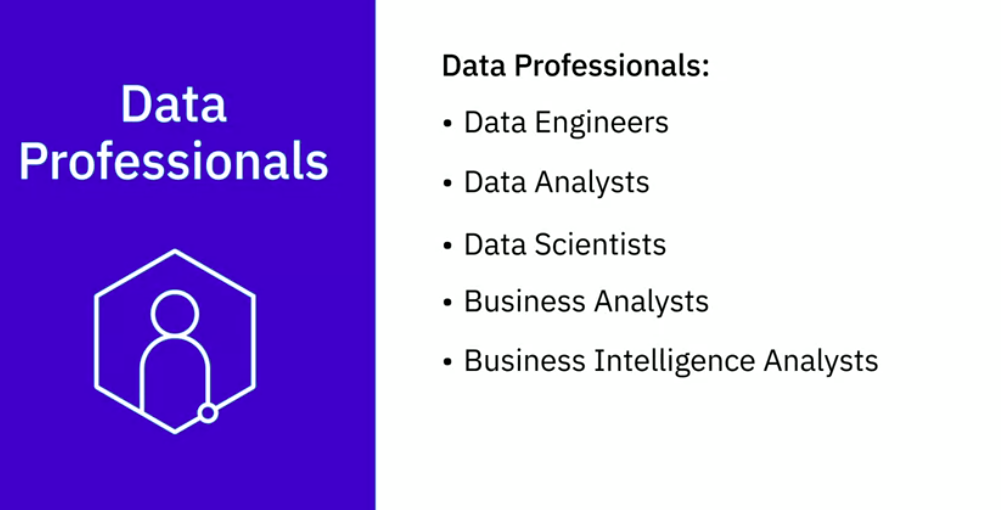 Data
Professionals
Data Professionals:
• Data Engineers
• Data Analysts
• Data Scientists
• Business Analysts
• Business Intelligence Analysts